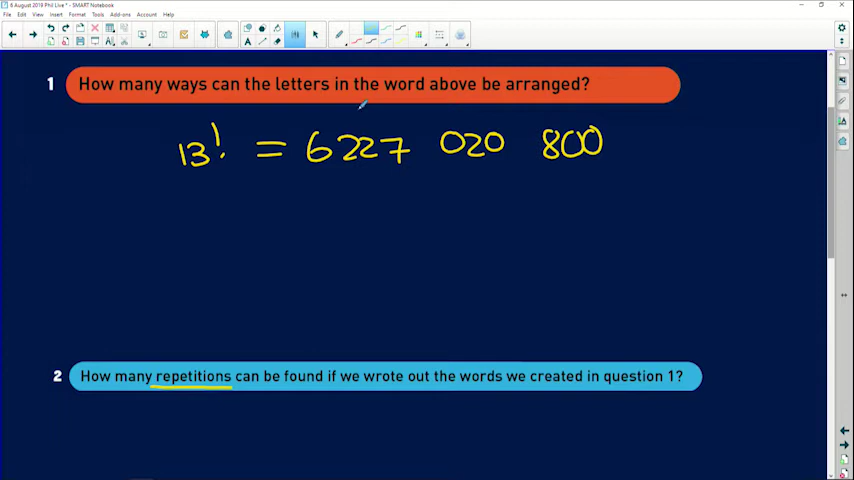 6 August 2019 Phil Live * - SMART Notebook
File Edit View Insert Format Tools Add-ons Account Help
1 How many ways can the letters in the word above be arranged?
13! = 6227 020 800
2 How many repetitions can be found if we wrote out the words we created in question 1?